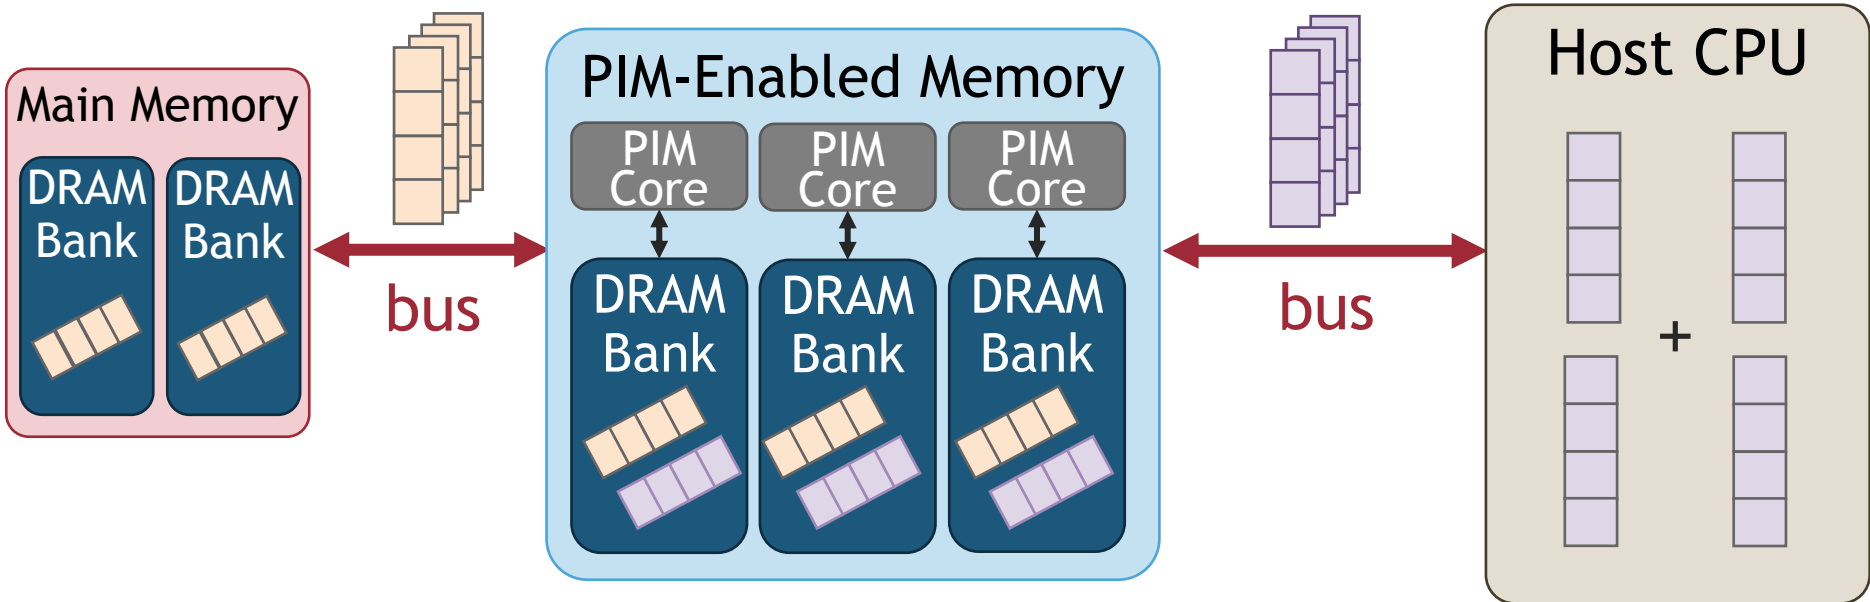 Main Memory
DRAM
Bank
DRAM
Bank
bus
PIM-Enabled Memory
PIM
Core
PIM
Core
PIM
Core
DRAM
Bank
DRAM
Bank
DRAM
Bank
bus
Host CPU
+